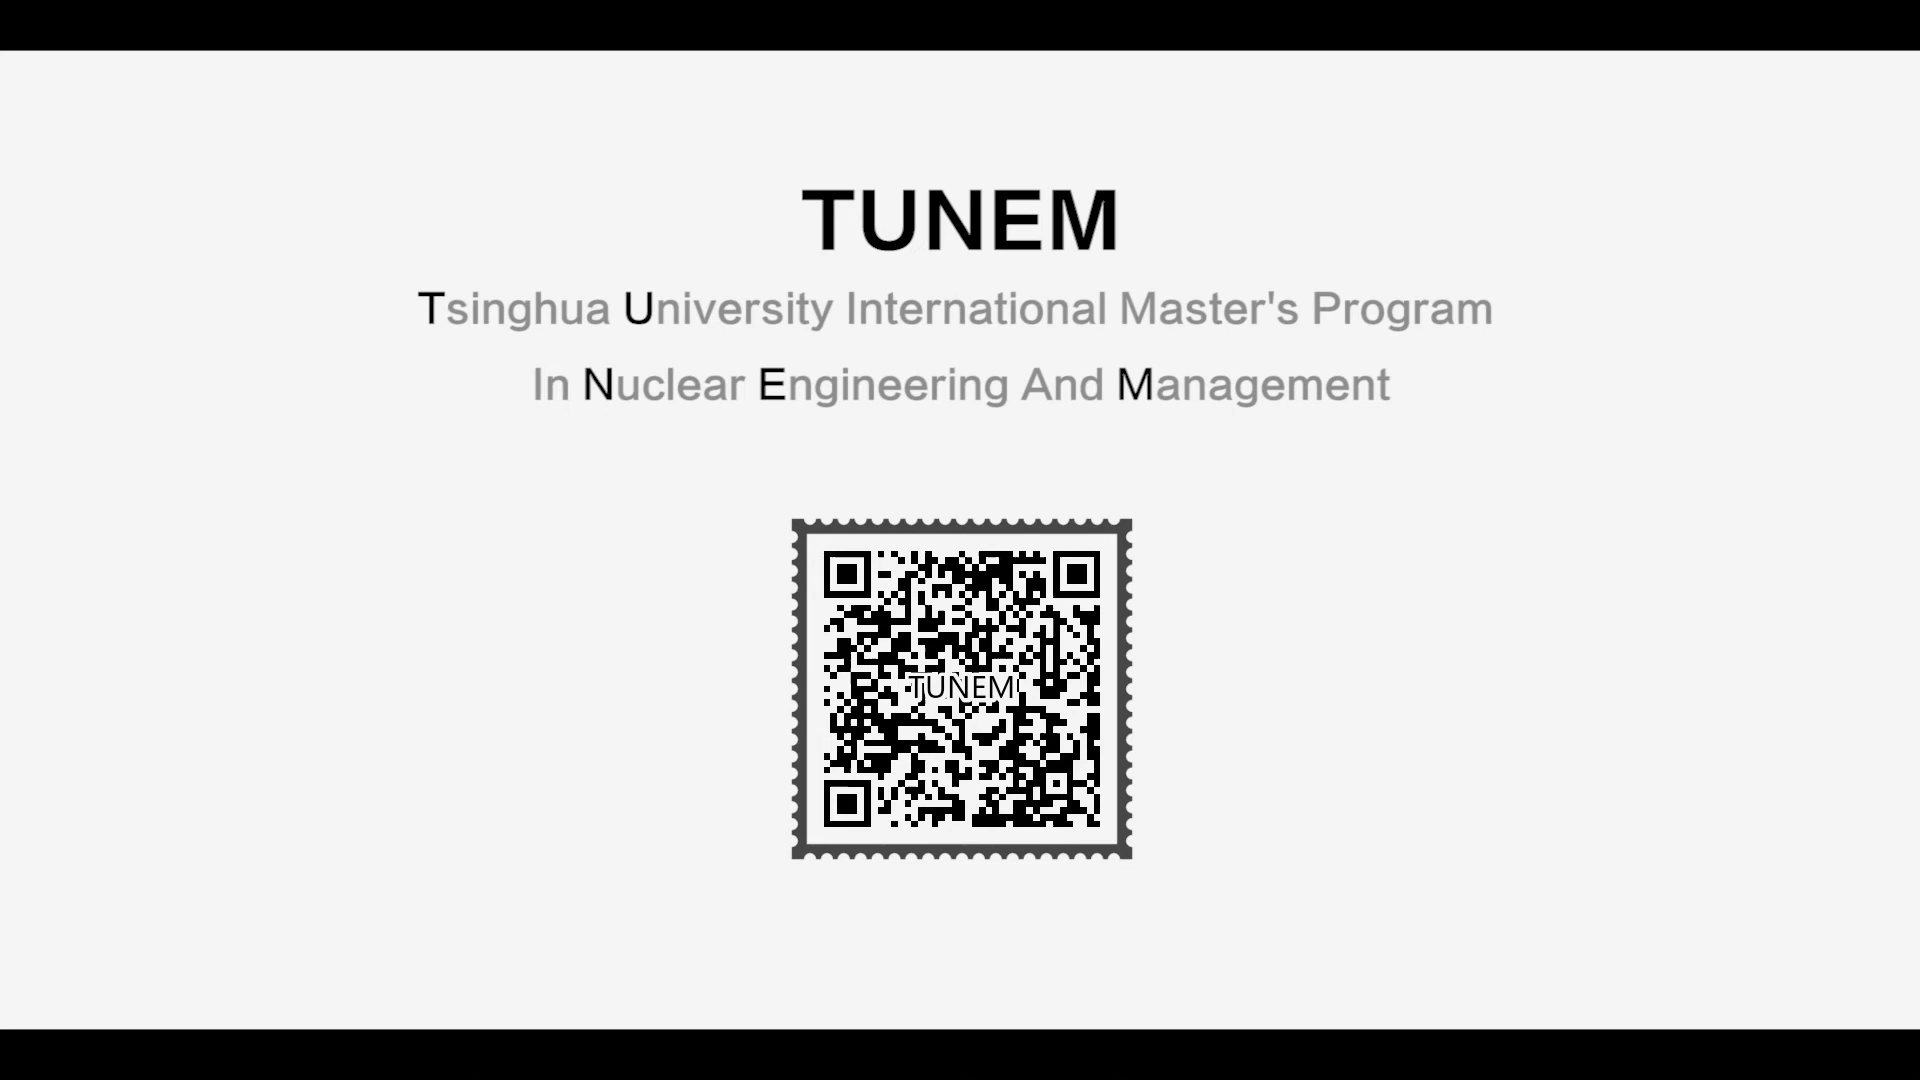 TUNEM
Tsinghua University International Master's Program
In Nuclear Engineering And Management
TUNEM